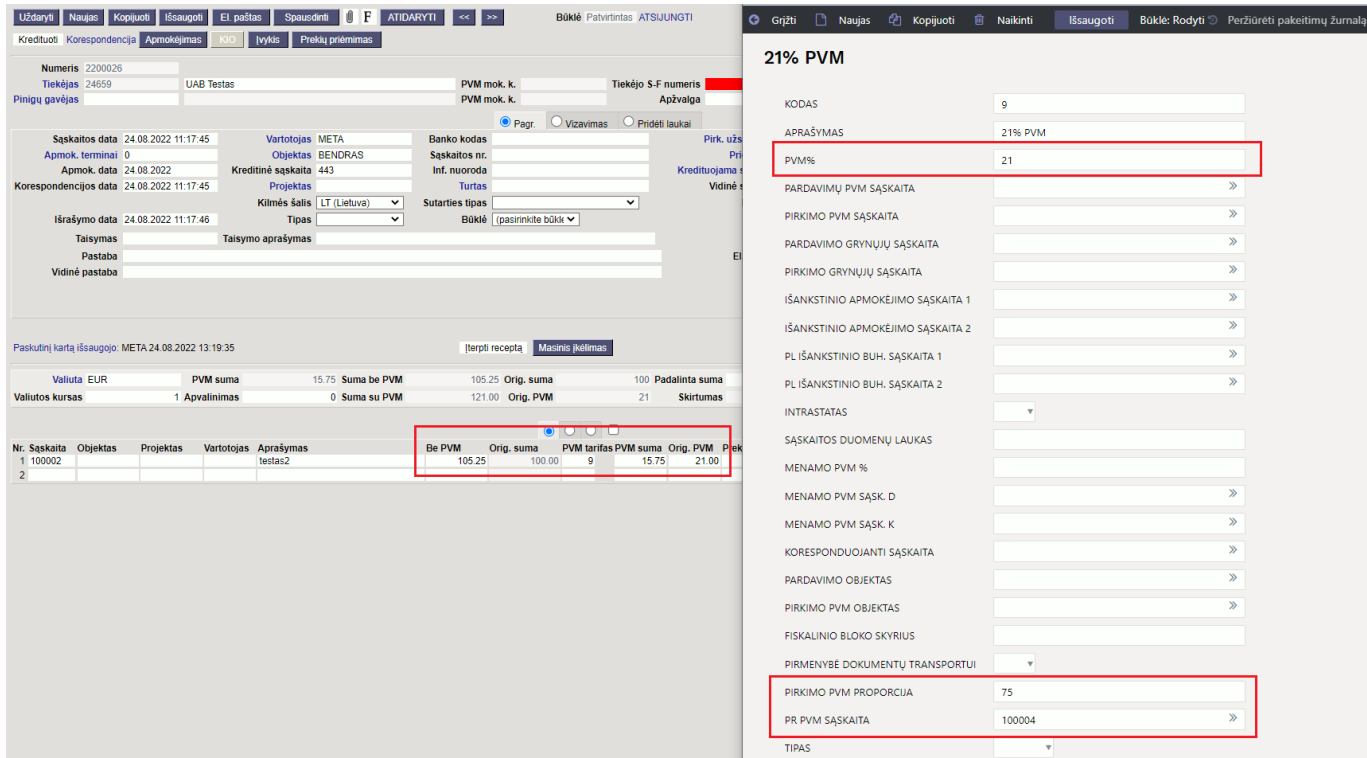 Uždaryti Naujas Kopijuoti Išsaugoti El. paštas Spausdinti F ATIDARYTI << >> Būklė Patvirtintas ATSIJUNGTI
Kredituoti Korespondencija Apmokėjimas KIO Įvykis Prekių priėmimas
Numeris 2200026
Tiekėjas 24659 UAB Testas PVM mok. k. Tiekėjo S-F numeris
Pinigų gavėjas PVM mok. k. Apžvalga
Pagr. Vizavimas Pridėti laukai
Sąskaitos data 24.08.2022 11:17:45 Vartotojas META Banko kodas Pirk. užs
Apmok. terminai 0 Objektas BENDRAS Sąskaitos nr. Pri
Apmok. data 24.08.2022 Kreditinė sąskaita 443 Inf. nuoroda Kredituojama s
Korespondencijos data 24.08.2022 11:17:45 Projektas Turtas Vidinė s
Kilmės šalis LT (Lietuva) Sutarties tipas
Išrašymo data 24.08.2022 11:17:46 Tipas Būklė (pasirinkite būklę
Taisymas Taisymo aprašymas
Pastaba El.
Vidinė pastaba
Paskutinį kartą išsaugojo: META 24.08.2022 13:19:35 Įterpti receptą Masinis įkėlimas
Valiuta EUR PVM suma 15.75 Suma be PVM 105.25 Orig. suma 100 Padalinta suma
Valiutos kursas 1 Apvalinimas 0 Suma su PVM 121.00 Orig. PVM 21 Skirtumas
Nr. Sąskaita Objektas Projektas Vartotojas Aprašymas Be PVM Orig. suma PVM tarifas PVM suma Orig. PVM Prek
1 100002 testas2 105.25 100.00 9 15.75 21.00
2
Grįžti Naujas Kopijuoti Naikinti Išsaugoti Būklė: Rodyti Peržiūrėti pakeitimų žurnalą
21% PVM
KODAS 9
APRAŠYMAS 21% PVM
PVM% 21
PARDAVIMŲ PVM SĄSKAITA
PIRKIMO PVM SĄSKAITA
PARDAVIMO GRYNŲJŲ SĄSKAITA
PIRKIMO GRYNŲJŲ SĄSKAITA
IŠANKSTINIO APMOKĖJIMO SĄSKAITA 1
IŠANKSTINIO APMOKĖJIMO SĄSKAITA 2
PL IŠANKSTINIO BUH. SĄSKAITA 1
PL IŠANKSTINIO BUH. SĄSKAITA 2
INTRASTATAS
SĄSKAITOS DUOMENŲ LAUKAS
MENAMO PVM %
MENAMO PVM SĄSK. D
MENAMO PVM SĄSK. K
KORESPONDUOJANTI SĄSKAITA
PARDAVIMO OBJEKTAS
PIRKIMO PVM OBJEKTAS
FISKALINIO BLOKO SKYRIUS
PIRMENYBĖ DOKUMENTŲ TRANSPORTUI
PIRKIMO PVM PROPORCIJA 75
PR PVM SĄSKAITA 100004
TIPAS